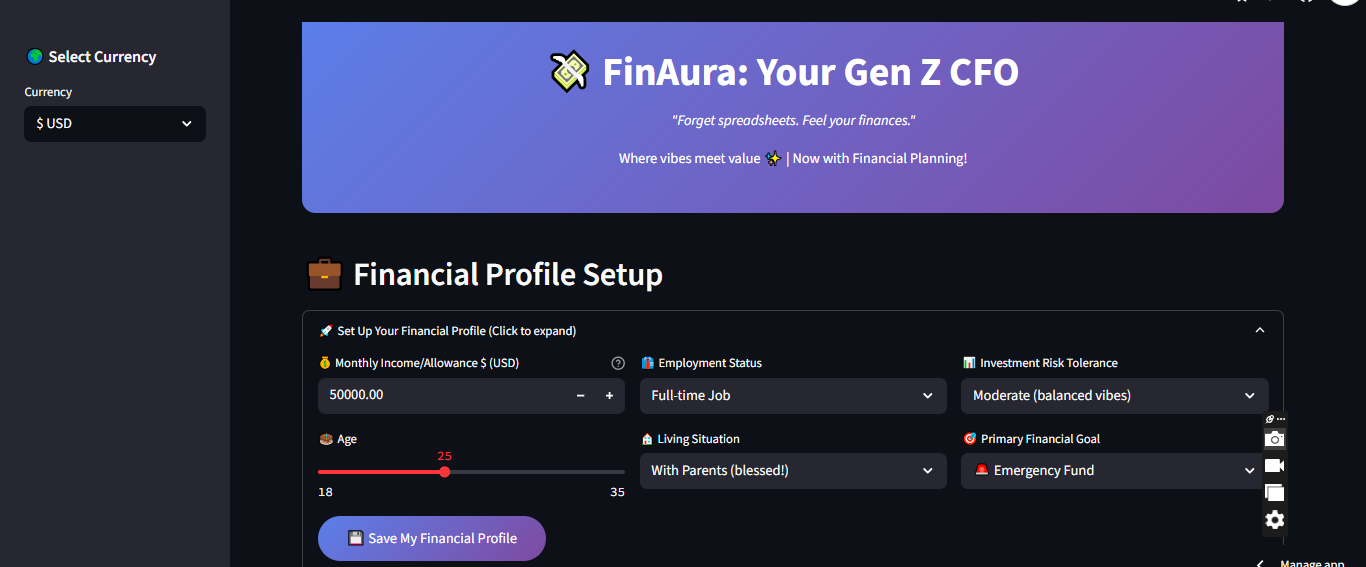 Select Currency
Currency
$ USD
FinAura: Your Gen Z CFO
"Forget spreadsheets. Feel your finances."
Where vibes meet value ✨ | Now with Financial Planning!
Financial Profile Setup
Set Up Your Financial Profile (Click to expand)
Monthly Income/Allowance $ (USD)
Employment Status
Investment Risk Tolerance
50000.00
Full-time Job
Moderate (balanced vibes)
Age
Living Situation
Primary Financial Goal
25
With Parents (blessed!)
Emergency Fund
18
35
Save My Financial Profile
Manage app